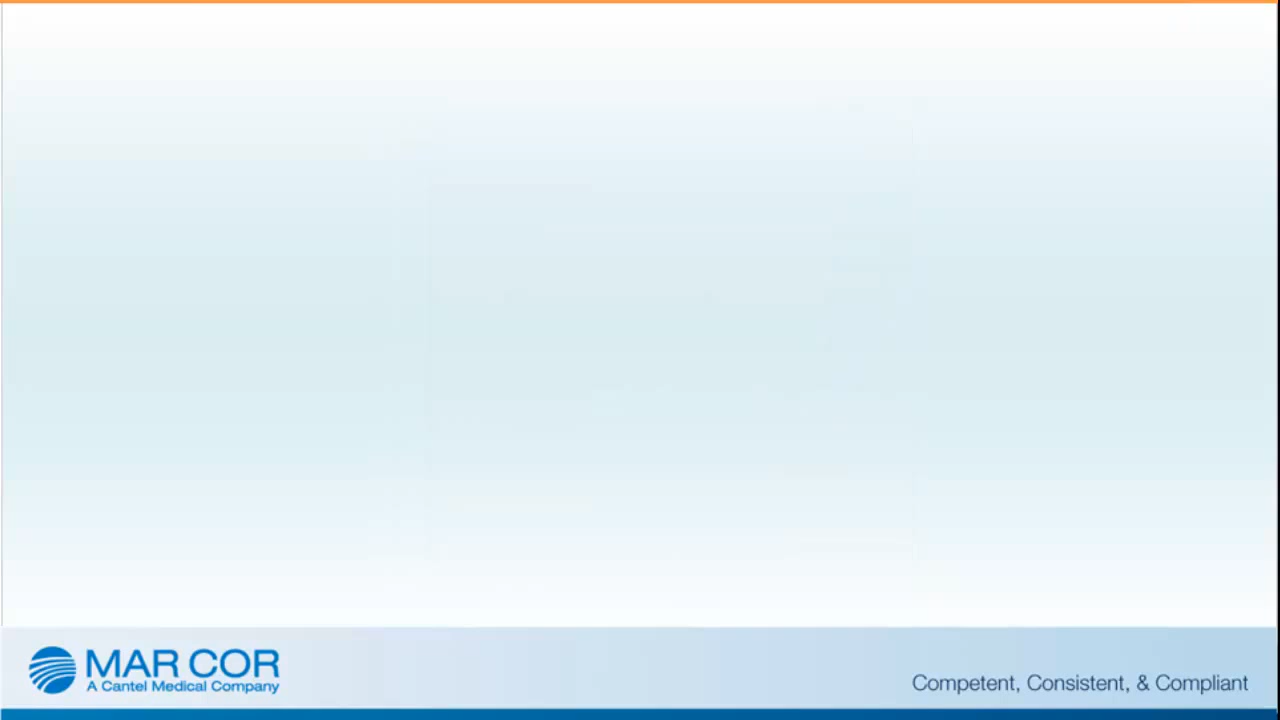 MAR COR
A Cantel Medical Company
Competent, Consistent, & Compliant